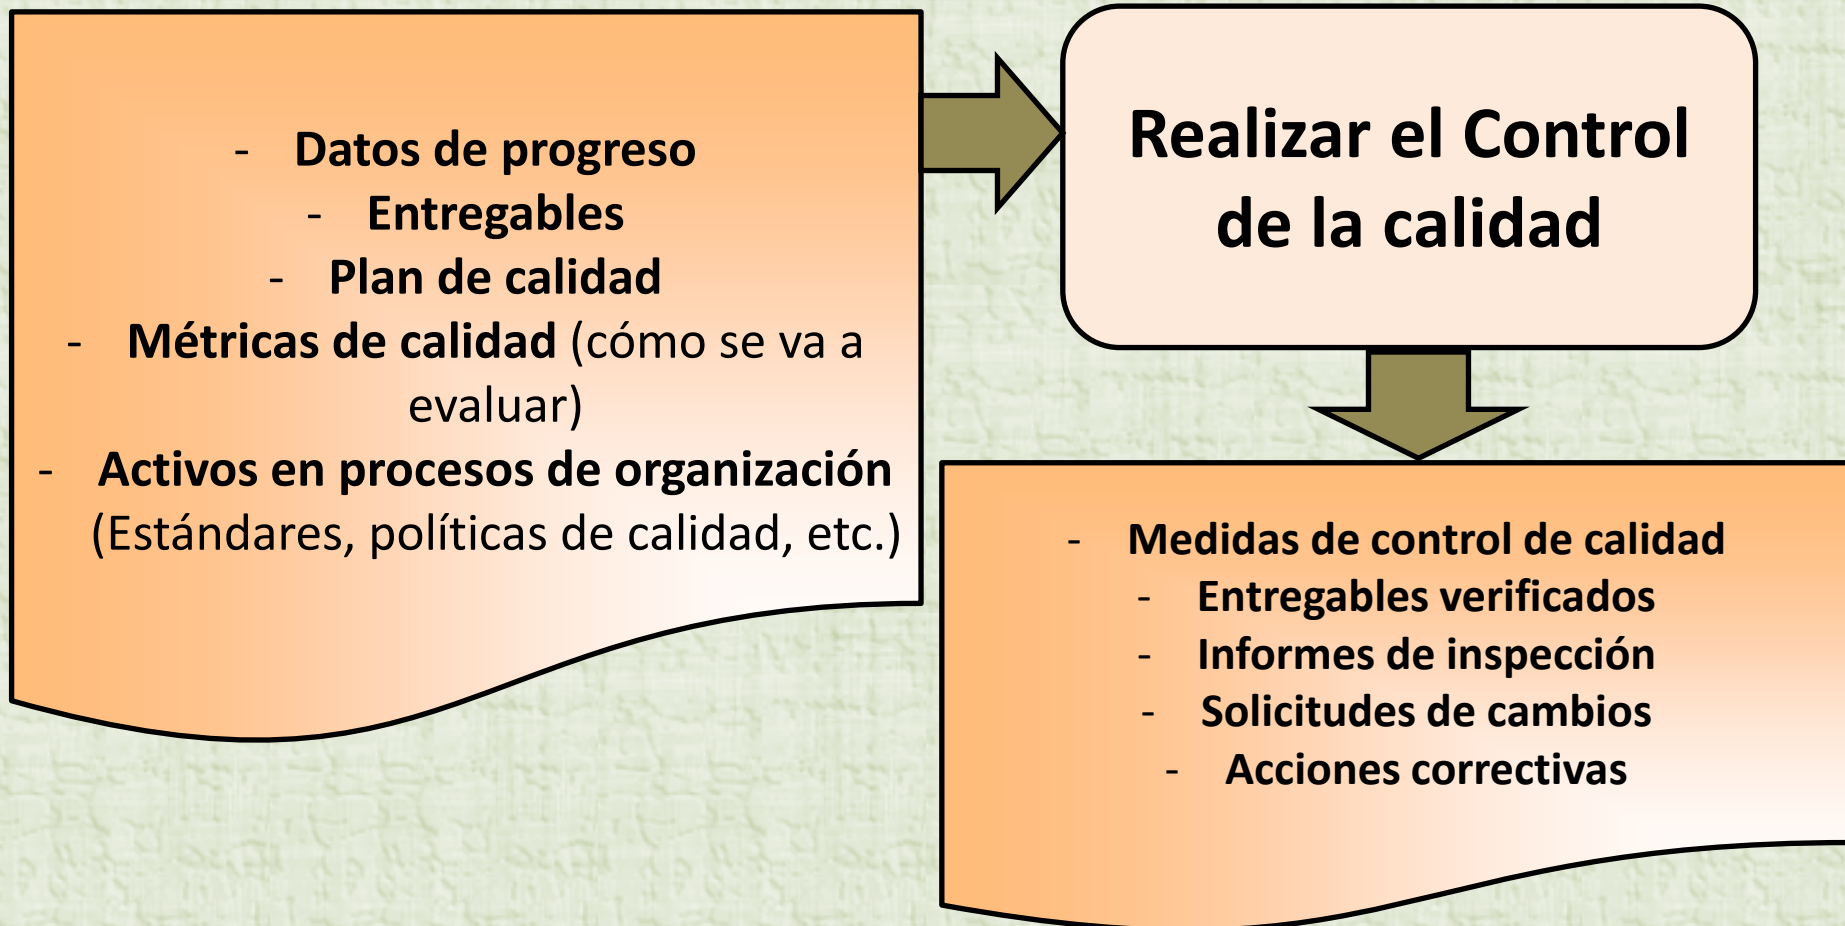 - Datos de progreso
- Entregables
- Plan de calidad
- Métricas de calidad (cómo se va a
evaluar)
- Activos en procesos de organización
(Estándares, políticas de calidad, etc.)
Realizar el Control
de la calidad
- Medidas de control de calidad
- Entregables verificados
- Informes de inspección
- Solicitudes de cambios
- Acciones correctivas